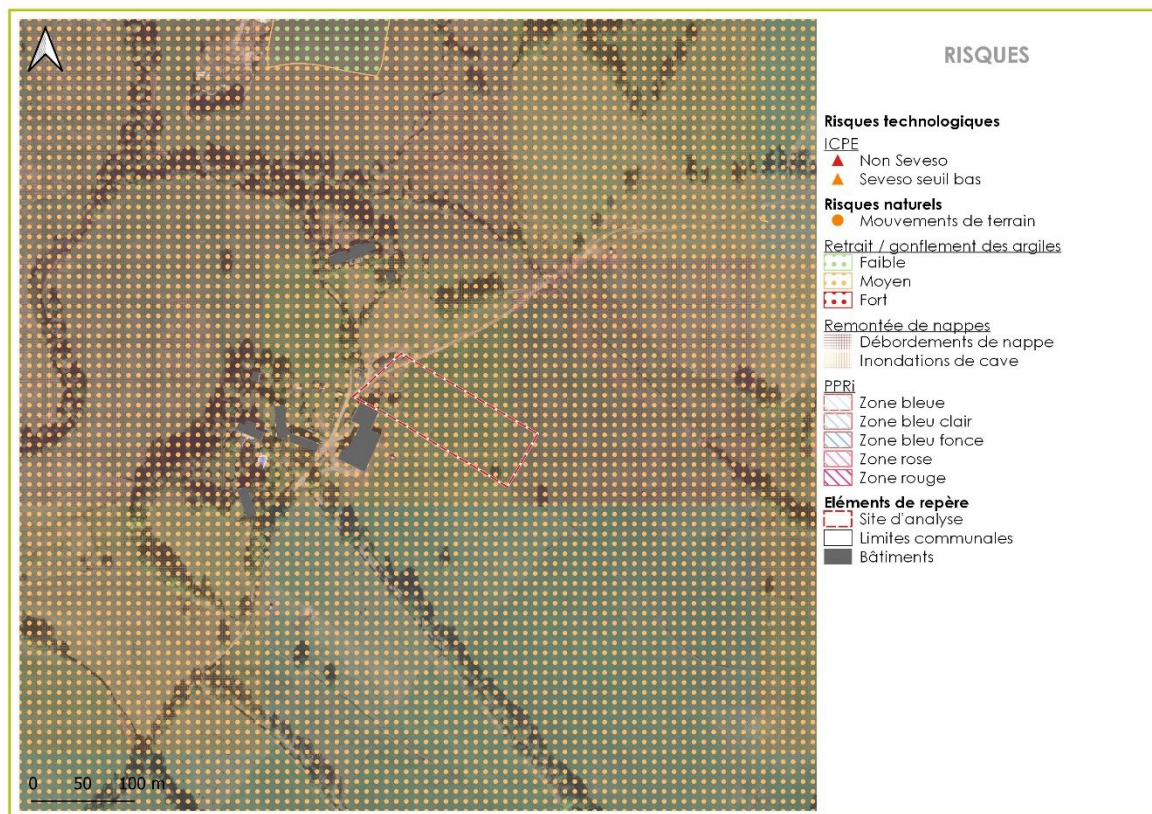 RISQUES
Risques technologiques
ICPE
Non Seveso
Seveso seuil bas
Risques naturels
Mouvements de terrain
Retrait / gonflement des argiles
Faible
Moyen
Fort
Remontée de nappes
Débordements de nappe
Inondations de cave
PPRi
Zone bleue
Zone bleu clair
Zone bleu fonce
Zone rose
Zone rouge
Eléments de repère
Site d'analyse
Limites communales
Bâtiments
0 50 100 m